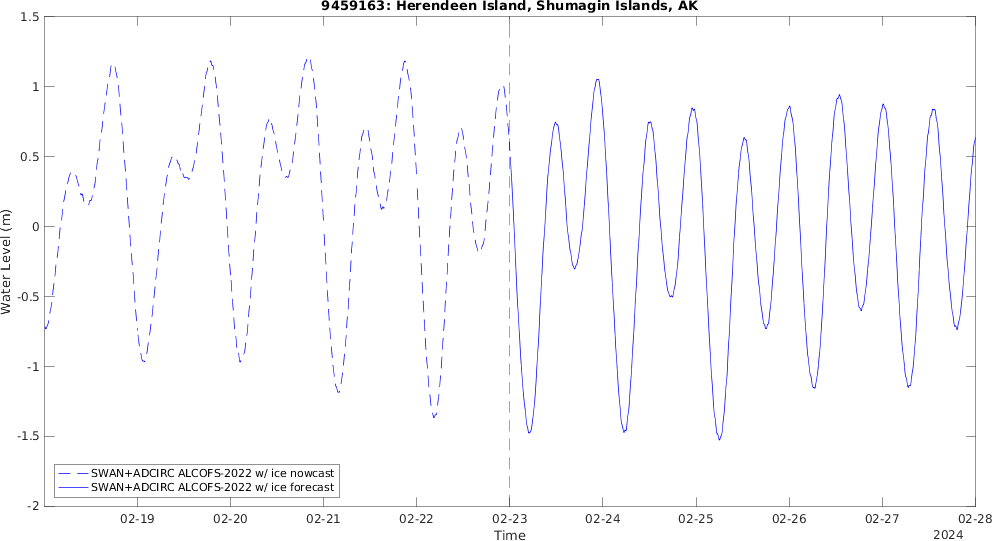 9459163: Herendeen Island, Shumagin Islands, AK
1.5
1
0.5
0
-0.5
-1
-1.5
-2
Water Level (m)
SWAN+ADCIRC ALCOFS-2022 w/ ice nowcast
SWAN+ADCIRC ALCOFS-2022 w/ ice forecast
02-19 02-20 02-21 02-22 02-23 02-24 02-25 02-26 02-27 02-28
Time
2024